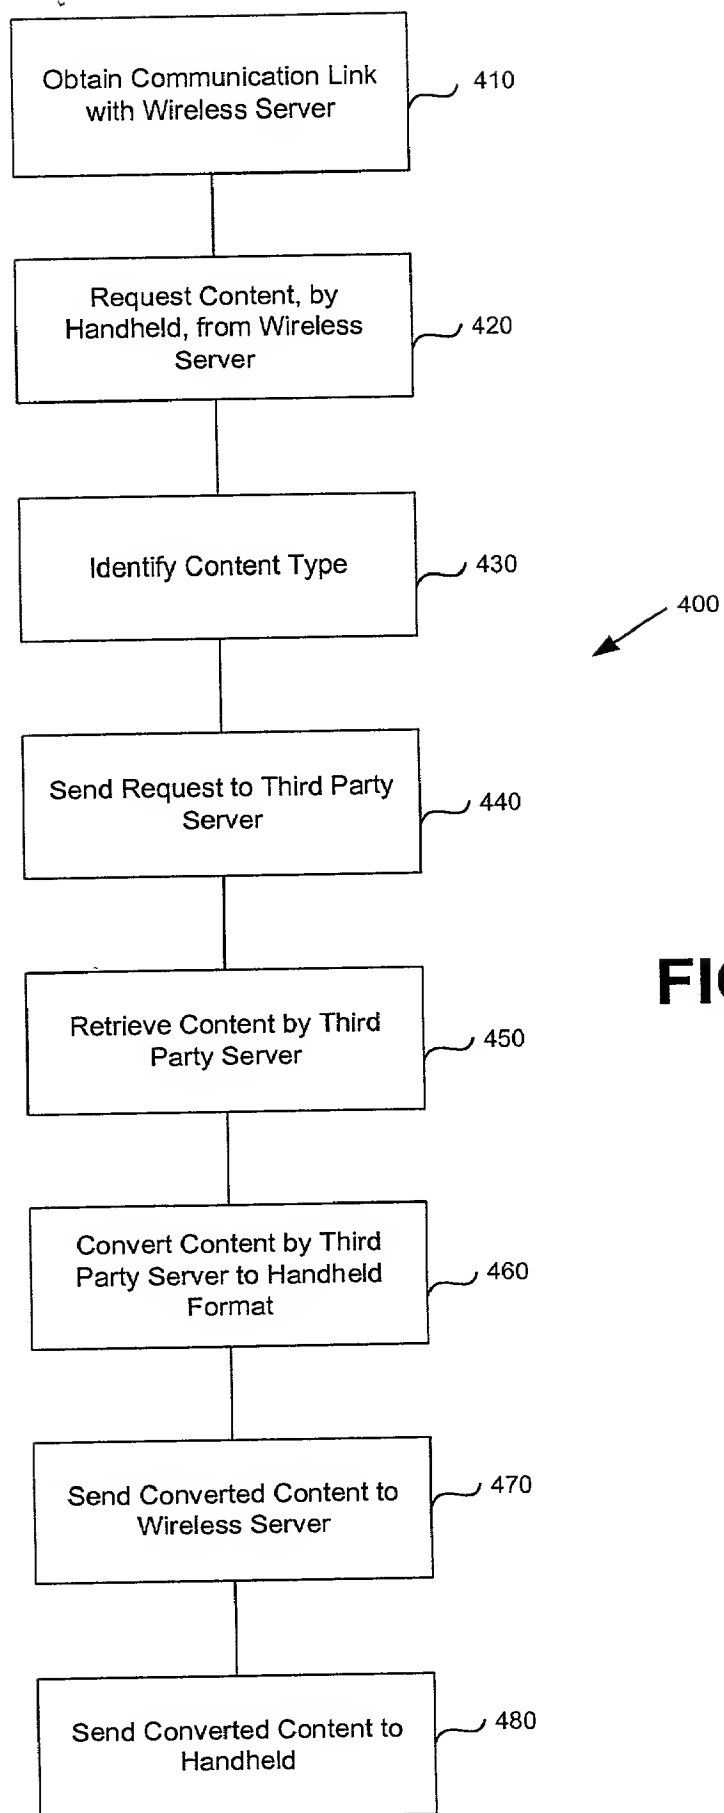 Obtain Communication Link
with Wireless Server
410
Request Content, by
Handheld, from Wireless
Server
420
Identify Content Type
430
400
Send Request to Third Party
Server
440
FIG
Retrieve Content by Third
Party Server
450
Convert Content by Third
Party Server to Handheld
Format
460
Send Converted Content to
Wireless Server
470
Send Converted Content to
Handheld
480